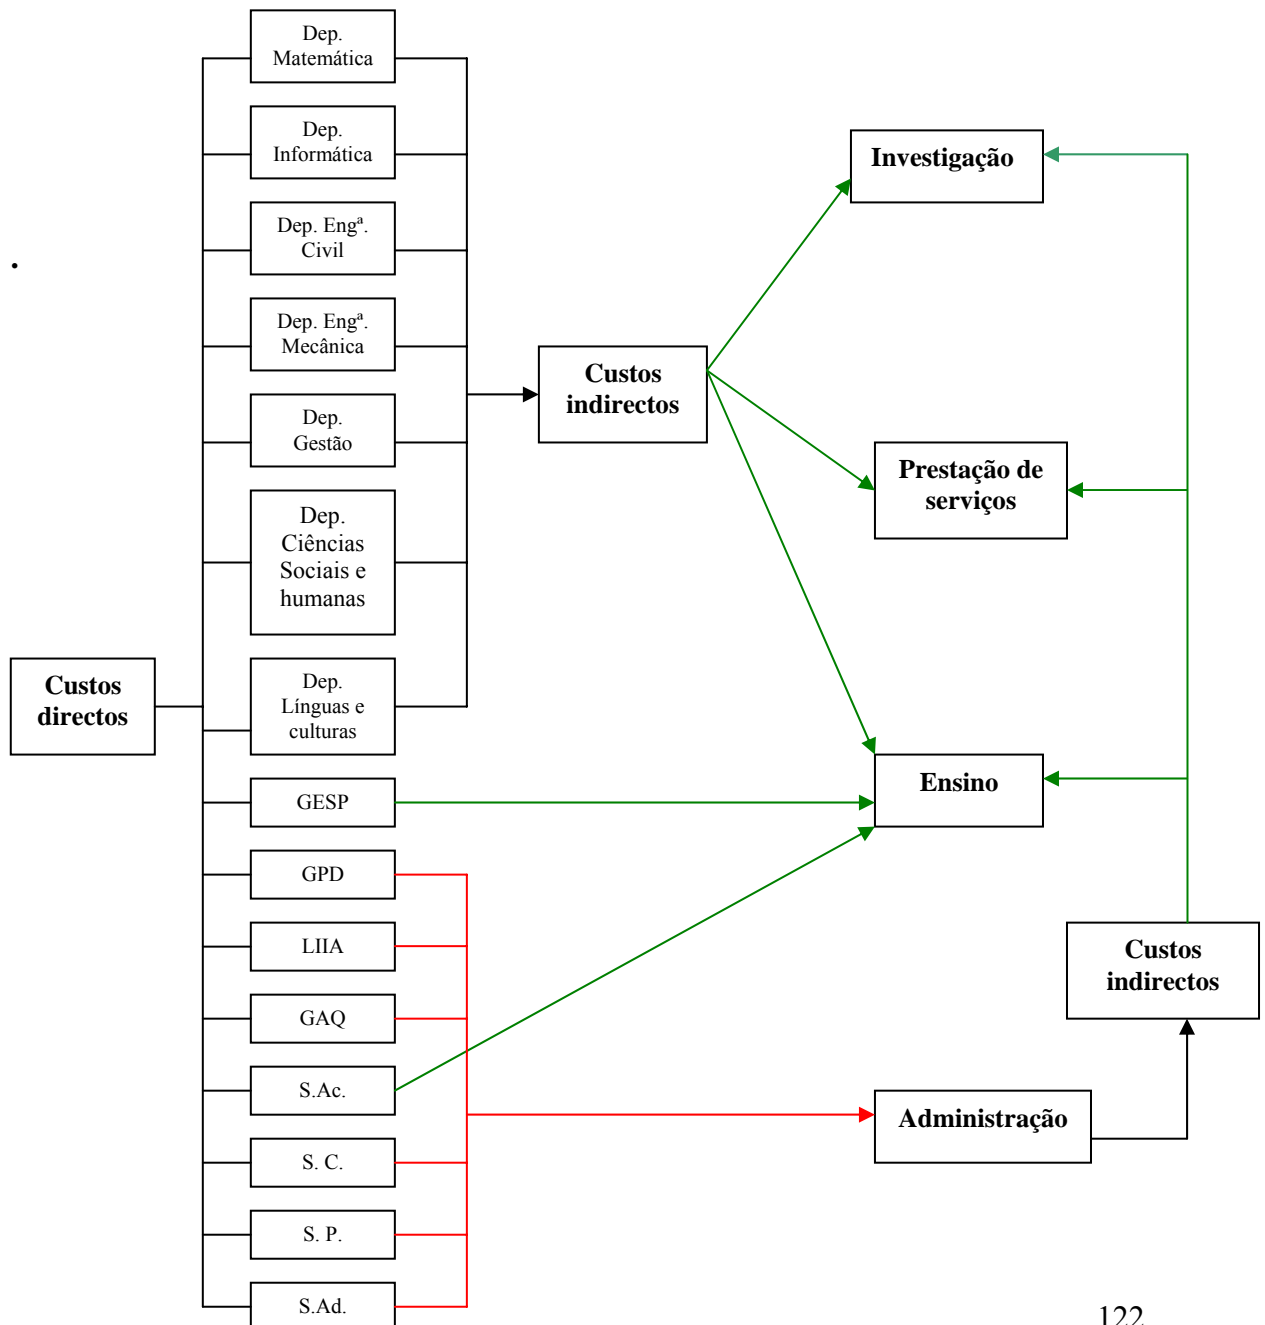 Dep.
Matemática
Dep.
Informática
Dep. Engª.
Civil
.
Dep. Engª.
Mecânica
Dep.
Gestão
Dep.
Ciências
Sociais e
humanas
Dep.
Línguas e
culturas
Custos
directos
GESP
GPD
LIIA
GAQ
S.Ac.
S. C.
S. P.
S.Ad.
Custos
indirectos
Investigação
Prestação de
serviços
Ensino
Custos
indirectos
Administração
122